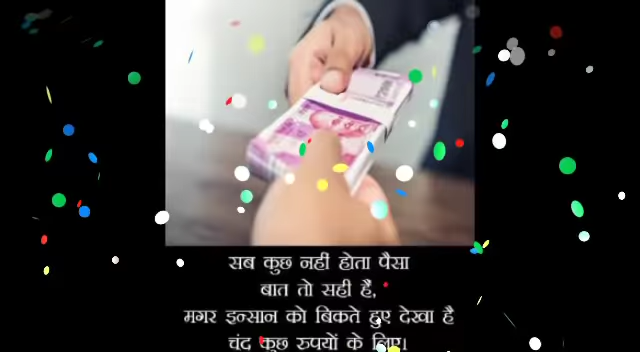 सब कुछ नहीं होता पैसा
बात तो सही हैं,
मगर इन्सान को बिकते हुए देखा है
चंद कुछ रुपयों के लिए।